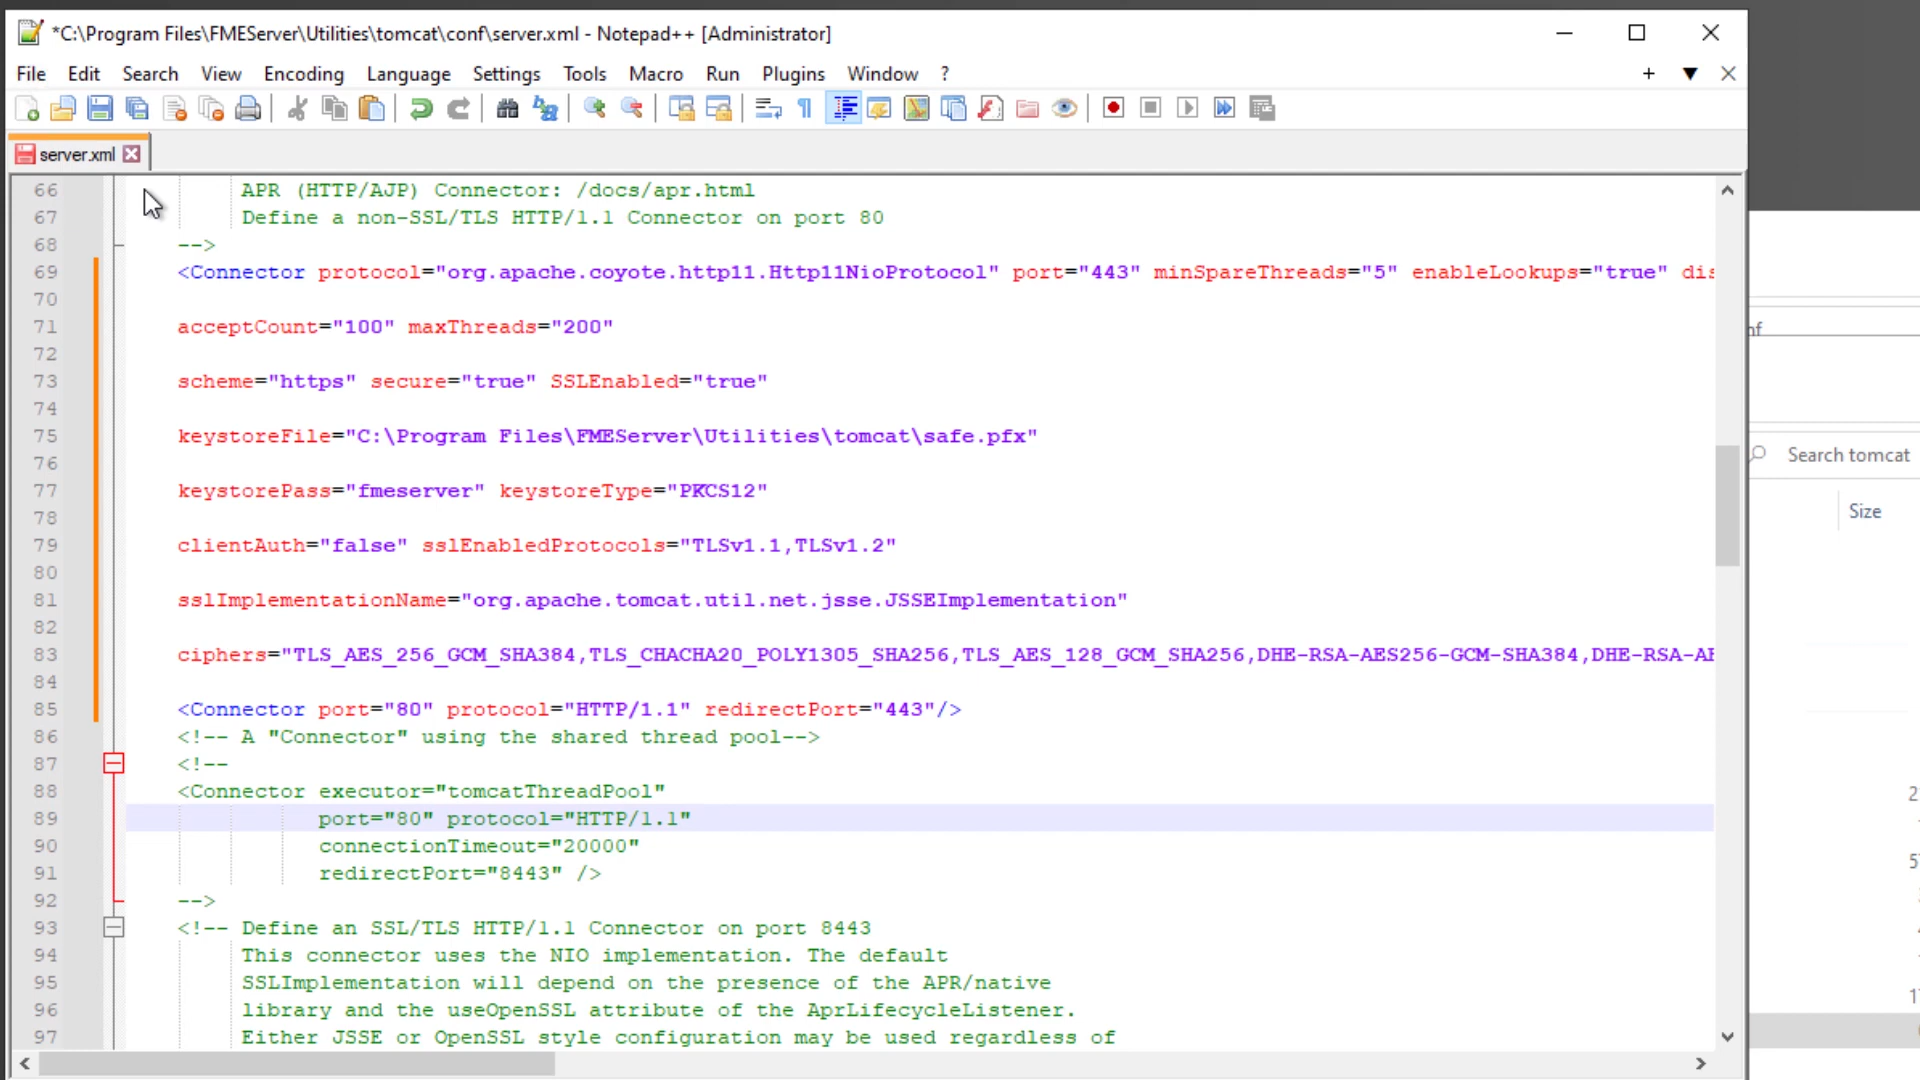 *C:\Program Files\FMEServer\Utilities\tomcat\conf\server.xml - Notepad++ [Administrator]
File Edit Search View Encoding Language Settings Tools Macro Run Plugins Window ?
server.xml
66 APR (HTTP/AJP) Connector: /docs/apr.html
67 Define a non-SSL/TLS HTTP/1.1 Connector on port 80
68 -->
69 <Connector protocol="org.apache.coyote.http11.Http11NioProtocol" port="443" minSpareThreads="5" enableLookups="true" dis
70
71 acceptCount="100" maxThreads="200"
72
73 scheme="https" secure="true" SSLEnabled="true"
74
75 keystoreFile="C:\Program Files\FMEServer\Utilities\tomcat\safe.pfx"
76
77 keystorePass="fmeserver" keystoreType="PKCS12"
78
79 clientAuth="false" sslEnabledProtocols="TLSv1.1,TLSv1.2"
80
81 sslImplementationName="org.apache.tomcat.util.net.jsse.JSSEImplementation"
82
83 ciphers="TLS_AES_256_GCM_SHA384,TLS_CHACHA20_POLY1305_SHA256,TLS_AES_128_GCM_SHA256,DHE-RSA-AES256-GCM-SHA384,DHE-RSA-AE
84
85 <Connector port="80" protocol="HTTP/1.1" redirectPort="443"/>
86 <!-- A "Connector" using the shared thread pool-->
87 <!--
88 <Connector executor="tomcatThreadPool"
89 port="80" protocol="HTTP/1.1"
90 connectionTimeout="20000"
91 redirectPort="8443" />
92 -->
93 <!-- Define an SSL/TLS HTTP/1.1 Connector on port 8443
94 This connector uses the NIO implementation. The default
95 SSLImplementation will depend on the presence of the APR/native
96 library and the useOpenSSL attribute of the AprLifecycleListener.
97 Either JSSE or OpenSSL style configuration may be used regardless of
nf
Search tomcat
Size